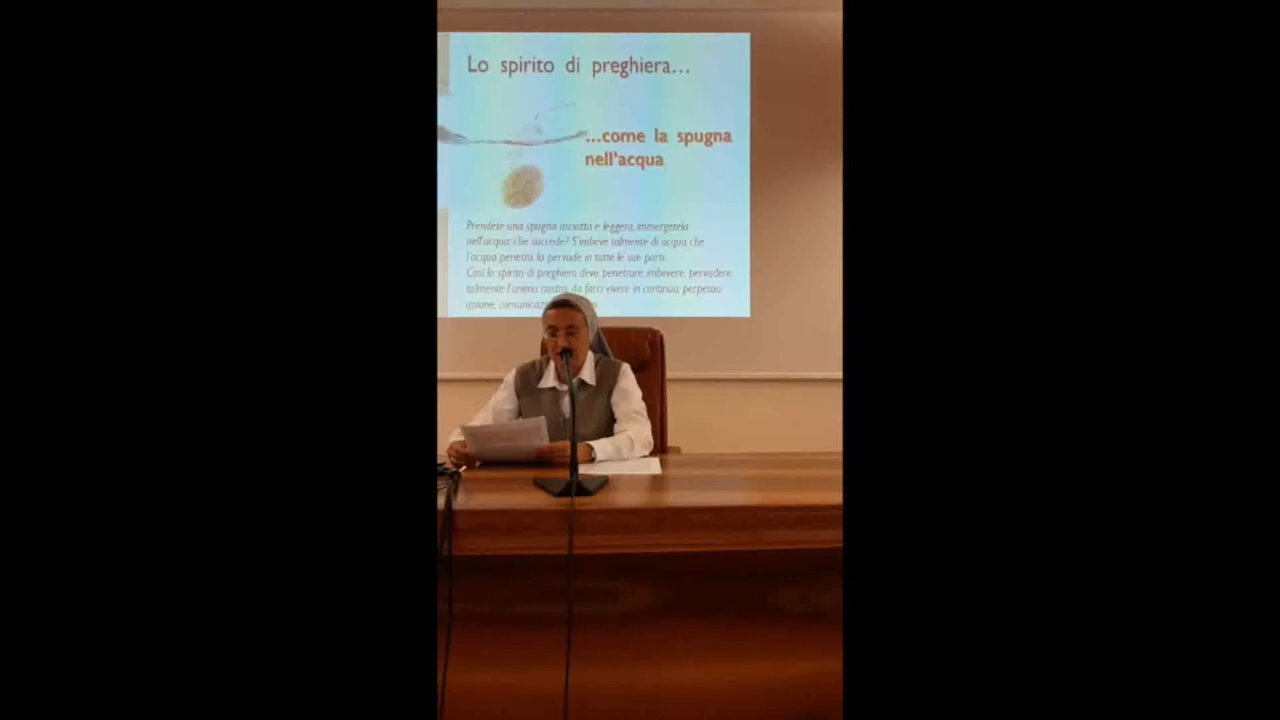 Lo spirito di preghiera…
…come la spugna
nell'acqua
Prendete una spugna asciutta e leggera, immergetela
nell'acqua: che succede? S'imbeve talmente di acqua che
l'acqua penetra, la pervade in tutte le sue parti.
Così lo spirito di preghiera deve penetrare, imbevere, pervadere
talmente l'anima nostra, da farci vivere in continua, perpetua
unione,